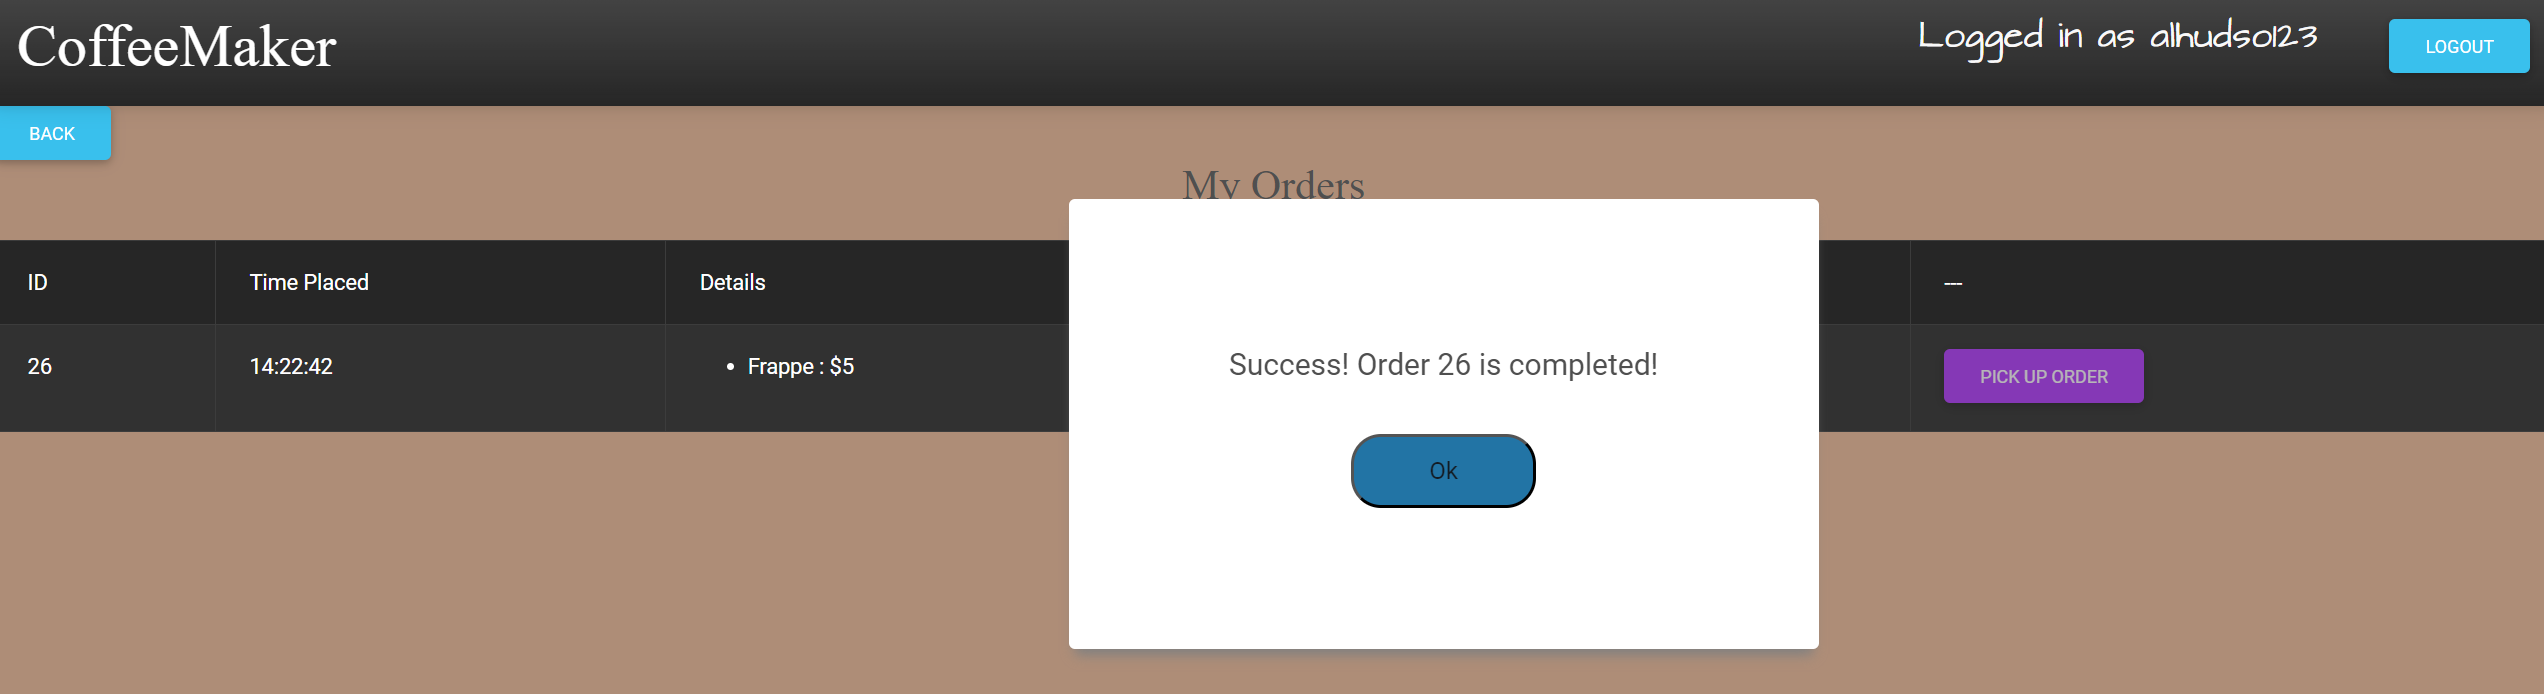 CoffeeMaker
Logged in as alhudso123
LOGOUT
BACK
My Orders
ID Time Placed Details ---
26 14:22:42 • Frappe : $5 PICK UP ORDER
Success! Order 26 is completed!
Ok